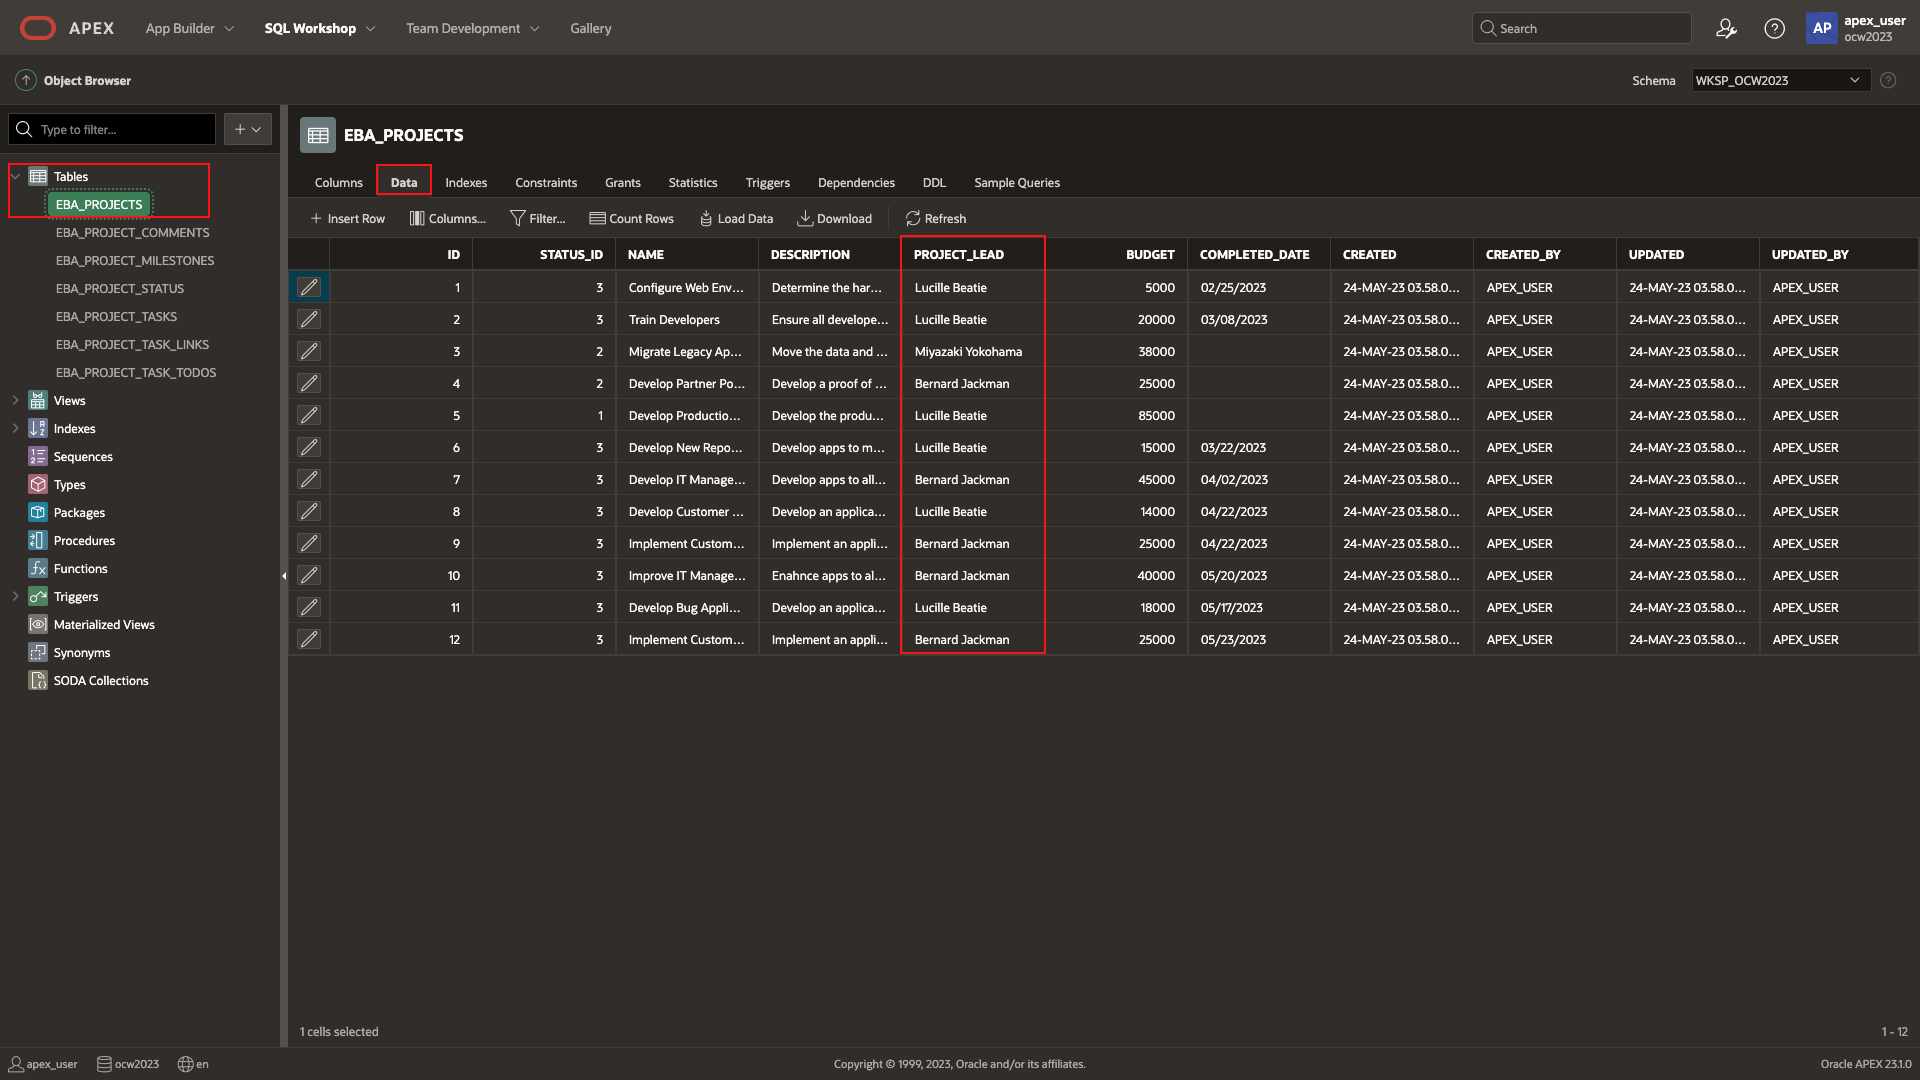 APEX App Builder SQL Workshop Team Development Gallery Search AP apex_user
ocw2023
Object Browser Schema WKSP_OCW2023
Type to filter...
EBA_PROJECTS
Tables
EBA_PROJECTS
EBA_PROJECT_COMMENTS
EBA_PROJECT_MILESTONES
EBA_PROJECT_STATUS
EBA_PROJECT_TASKS
EBA_PROJECT_TASK_LINKS
EBA_PROJECT_TASK_TODOS
Views
Indexes
Sequences
Types
Packages
Procedures
Functions
Triggers
Materialized Views
Synonyms
SODA Collections
Columns Data Indexes Constraints Grants Statistics Triggers Dependencies DDL Sample Queries
Insert Row Columns... Filter... Count Rows Load Data Download Refresh
ID STATUS_ID NAME DESCRIPTION PROJECT_LEAD BUDGET COMPLETED_DATE CREATED CREATED_BY UPDATED UPDATED_BY
1 3 Configure Web Env... Determine the har... Lucille Beatie 5000 02/25/2023 24-MAY-23 03.58.0... APEX_USER 24-MAY-23 03.58.0... APEX_USER
2 3 Train Developers Ensure all develope... Lucille Beatie 20000 03/08/2023 24-MAY-23 03.58.0... APEX_USER 24-MAY-23 03.58.0... APEX_USER
3 2 Migrate Legacy Ap... Move the data and ... Miyazaki Yokohama 38000 24-MAY-23 03.58.0... APEX_USER 24-MAY-23 03.58.0... APEX_USER
4 2 Develop Partner Po... Develop a proof of ... Bernard Jackman 25000 24-MAY-23 03.58.0... APEX_USER 24-MAY-23 03.58.0... APEX_USER
5 1 Develop Productio... Develop the produ... Lucille Beatie 85000 24-MAY-23 03.58.0... APEX_USER 24-MAY-23 03.58.0... APEX_USER
6 3 Develop New Repo... Develop apps to m... Lucille Beatie 15000 03/22/2023 24-MAY-23 03.58.0... APEX_USER 24-MAY-23 03.58.0... APEX_USER
7 3 Develop IT Manage... Develop apps to all... Bernard Jackman 45000 04/02/2023 24-MAY-23 03.58.0... APEX_USER 24-MAY-23 03.58.0... APEX_USER
8 3 Develop Customer ... Develop an applica... Lucille Beatie 14000 04/22/2023 24-MAY-23 03.58.0... APEX_USER 24-MAY-23 03.58.0... APEX_USER
9 3 Implement Custom... Implement an appli... Bernard Jackman 25000 04/22/2023 24-MAY-23 03.58.0... APEX_USER 24-MAY-23 03.58.0... APEX_USER
10 3 Improve IT Manage... Enahnce apps to al... Bernard Jackman 40000 05/20/2023 24-MAY-23 03.58.0... APEX_USER 24-MAY-23 03.58.0... APEX_USER
11 3 Develop Bug Appli... Develop an applica... Lucille Beatie 18000 05/17/2023 24-MAY-23 03.58.0... APEX_USER 24-MAY-23 03.58.0... APEX_USER
12 3 Implement Custom... Implement an appli... Bernard Jackman 25000 05/23/2023 24-MAY-23 03.58.0... APEX_USER 24-MAY-23 03.58.0... APEX_USER
1 cells selected 1 - 12
apex_user ocw2023 en Copyright © 1999, 2023, Oracle and/or its affiliates. Oracle APEX 23.1.0